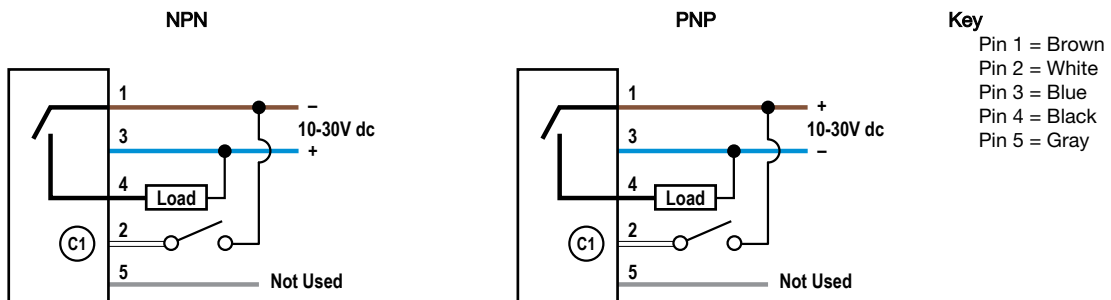 NPN
1
–
10-30V dc
3
+
4
Load
C1
2
5
Not Used
PNP
1
+
10-30V dc
3
–
4
Load
C1
2
5
Not Used
Key
Pin 1 = Brown
Pin 2 = White
Pin 3 = Blue
Pin 4 = Black
Pin 5 = Gray